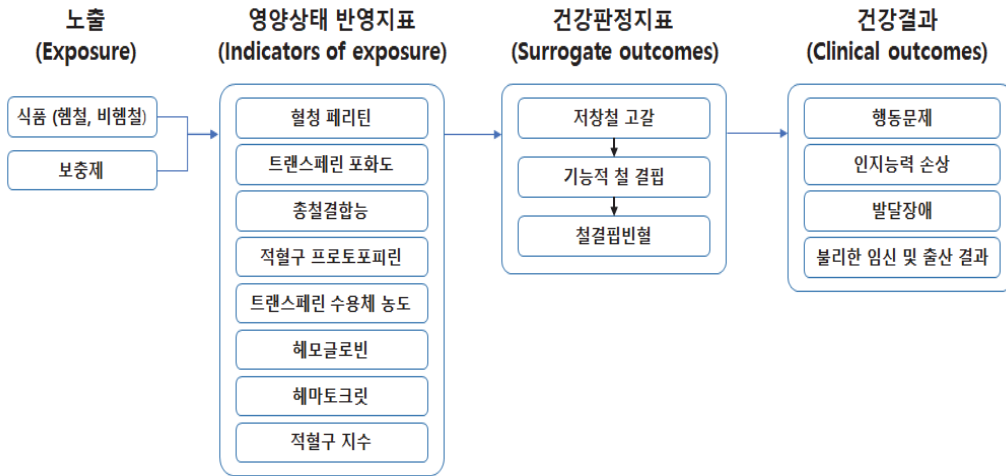 노출
(Exposure)
영양상태 반영지표
(Indicators of exposure)
건강판정지표
(Surrogate outcomes)
건강결과
(Clinical outcomes)
식품 (헴철, 비헴철)
보충제
혈청 페리틴
트랜스페린 포화도
총철결합능
적혈구 프로토포피린
트랜스페린 수용체 농도
헤모글로빈
헤마토크릿
적혈구 지수
저장철 고갈
기능적 철 결핍
철결핍빈혈
행동문제
인지능력 손상
발달장애
불리한 임신 및 출산 결과